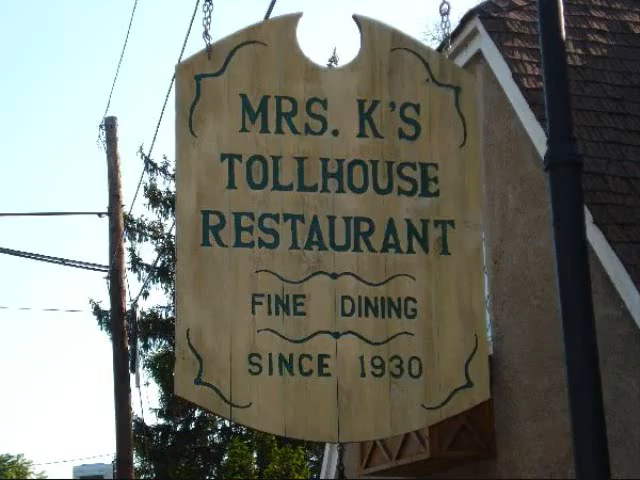 MRS. K'S
TOLLHOUSE
RESTAURANT
FINE DINING
SINCE 1930